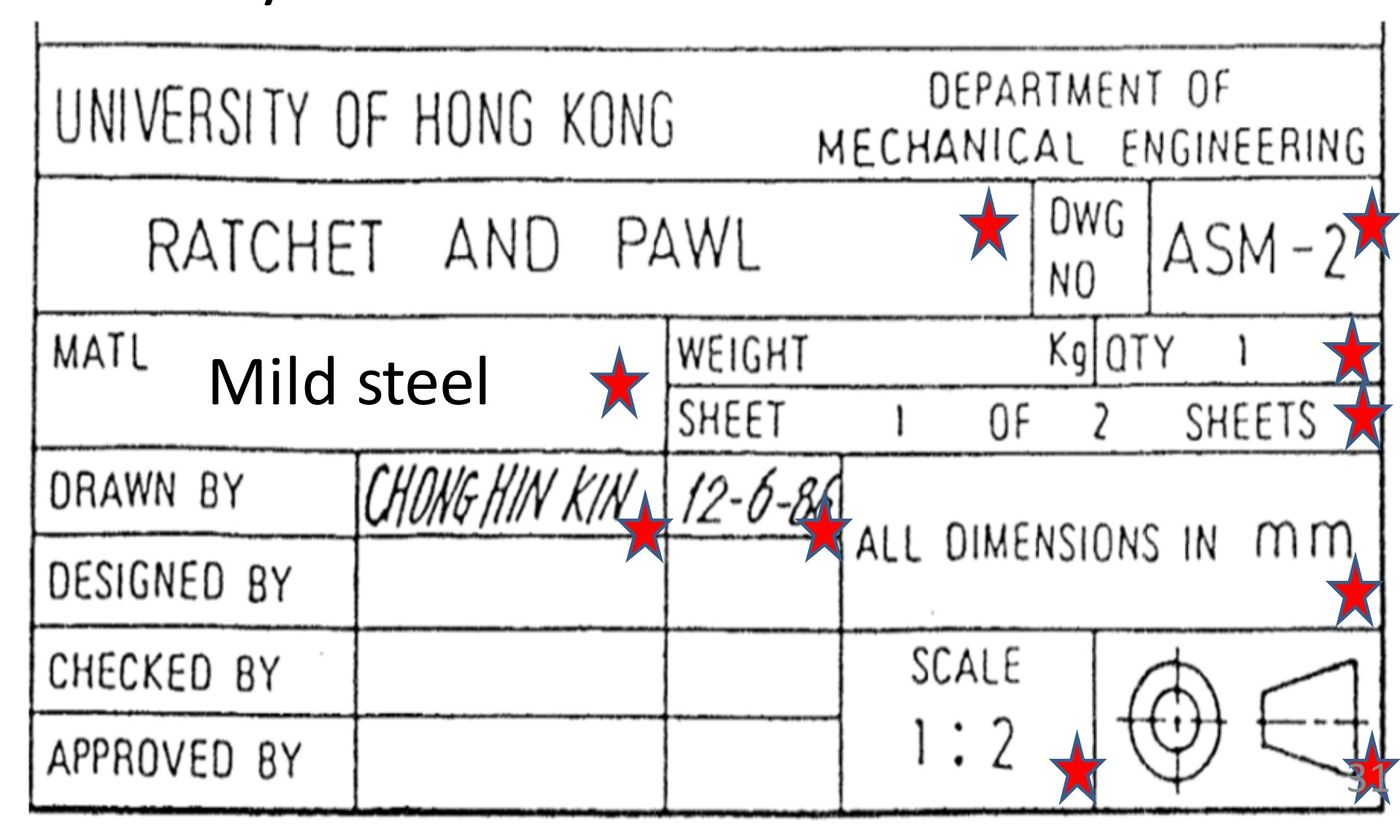 UNIVERSITY OF HONG KONG
DEPARTMENT OF
MECHANICAL ENGINEERING
RATCHET AND PAWL
DWG
NO
ASM-2
MATL
Mild steel
WEIGHT Kg
QTY 1
SHEET 1 OF 2 SHEETS
DRAWN BY
CHONG HIN KIN
12-6-86
ALL DIMENSIONS IN mm
DESIGNED BY
CHECKED BY
SCALE
1:2
APPROVED BY
31